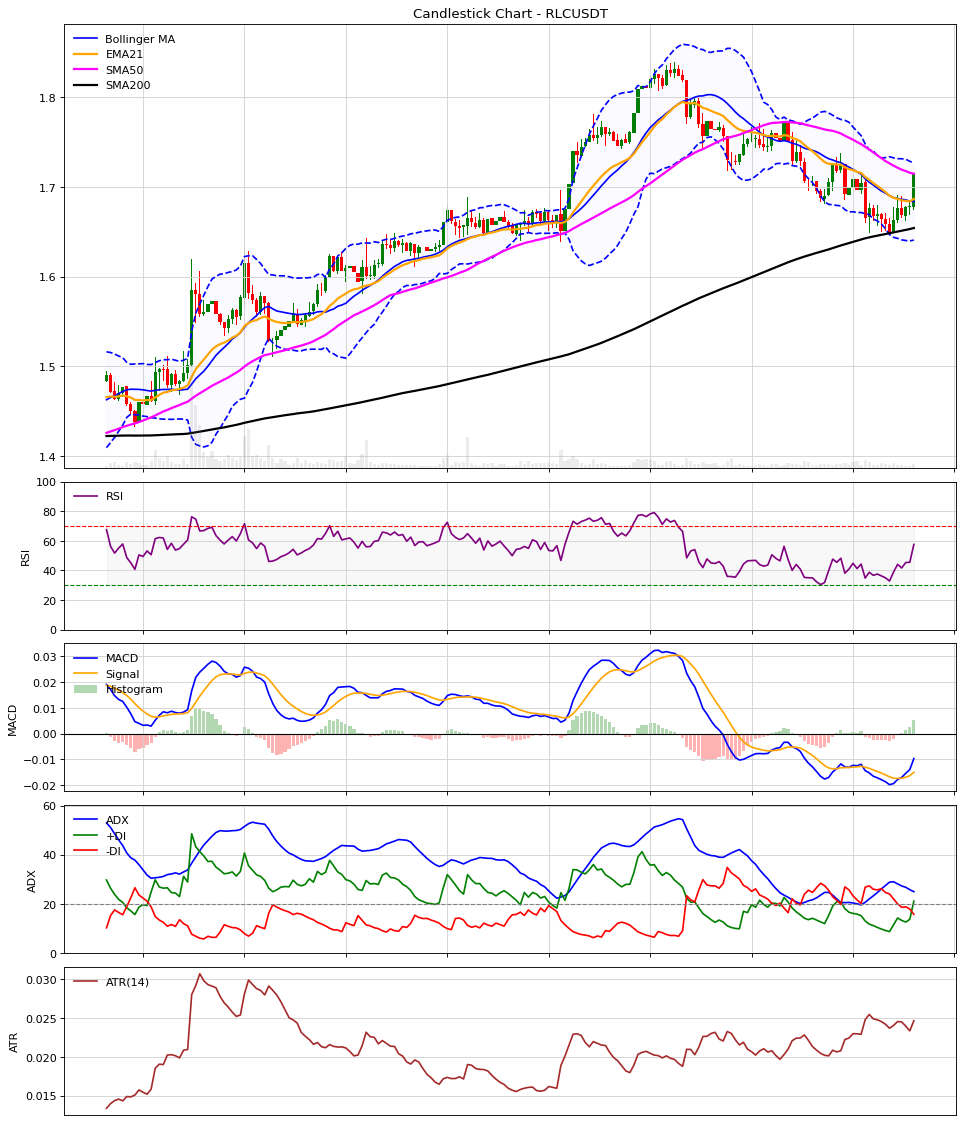 Candlestick Chart - RLCUSDT
Bollinger MA
EMA21
SMA50
SMA200
1.8
1.7
1.6
1.5
1.4
RSI
100
80
60
40
20
0
RSI
MACD
Signal
Histogram
0.03
0.02
0.01
0.00
−0.01
−0.02
MACD
ADX
+DI
-DI
60
40
20
0
ADX
ATR(14)
0.030
0.025
0.020
0.015
ATR